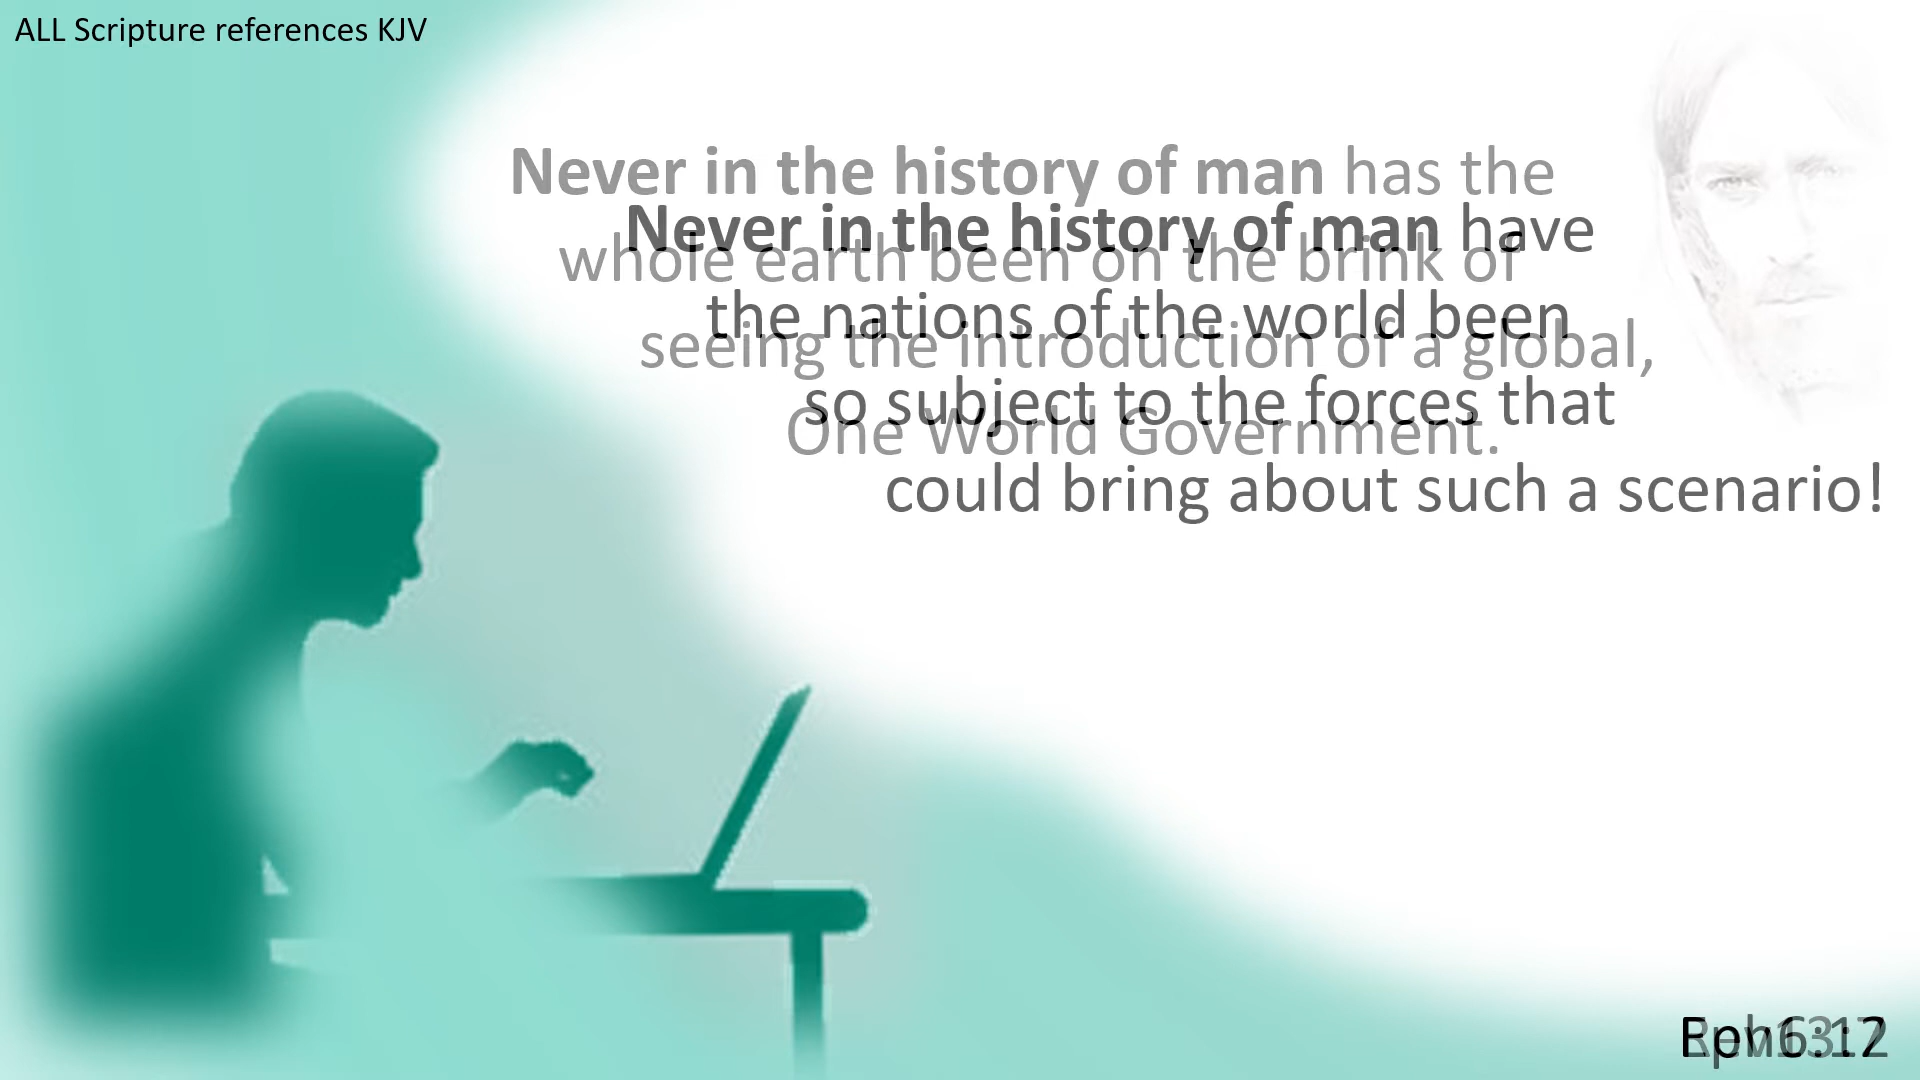 ALL Scripture references KJV
Never in the history of man has the
whole earth been on the brink of
seeing the introduction of a global,
One World Government.
Never in the history of man have
the nations of the world been
so subject to the forces that
could bring about such a scenario!
Eph6:12